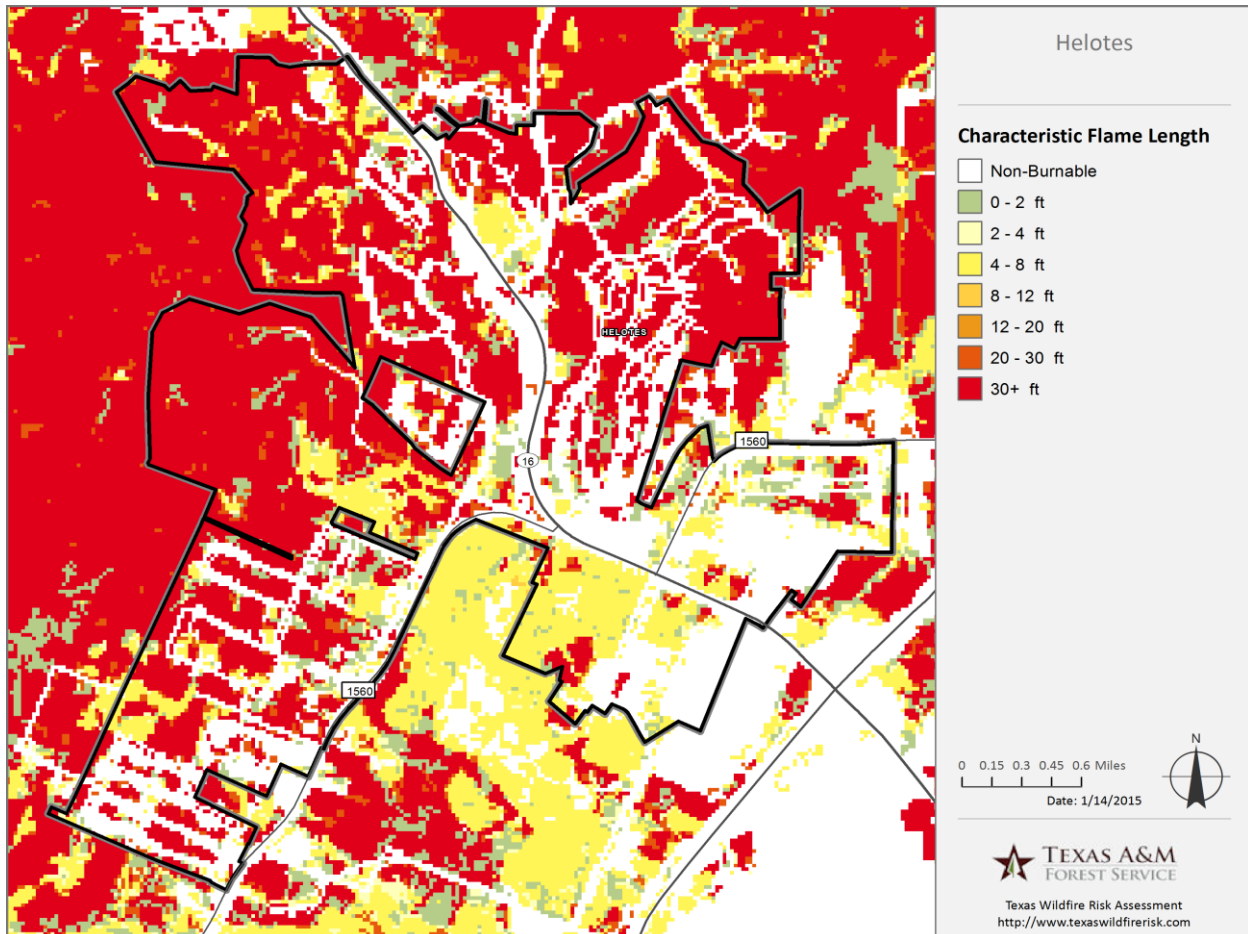 Helotes
Characteristic Flame Length
Non-Burnable
0 - 2 ft
2 - 4 ft
4 - 8 ft
8 - 12 ft
12 - 20 ft
20 - 30 ft
30+ ft
HELOTES
1560
16
1560
N
0 0.15 0.3 0.45 0.6 Miles
Date: 1/14/2015
TEXAS A&M
FOREST SERVICE
Texas Wildfire Risk Assessment
http://www.texaswildfirerisk.com